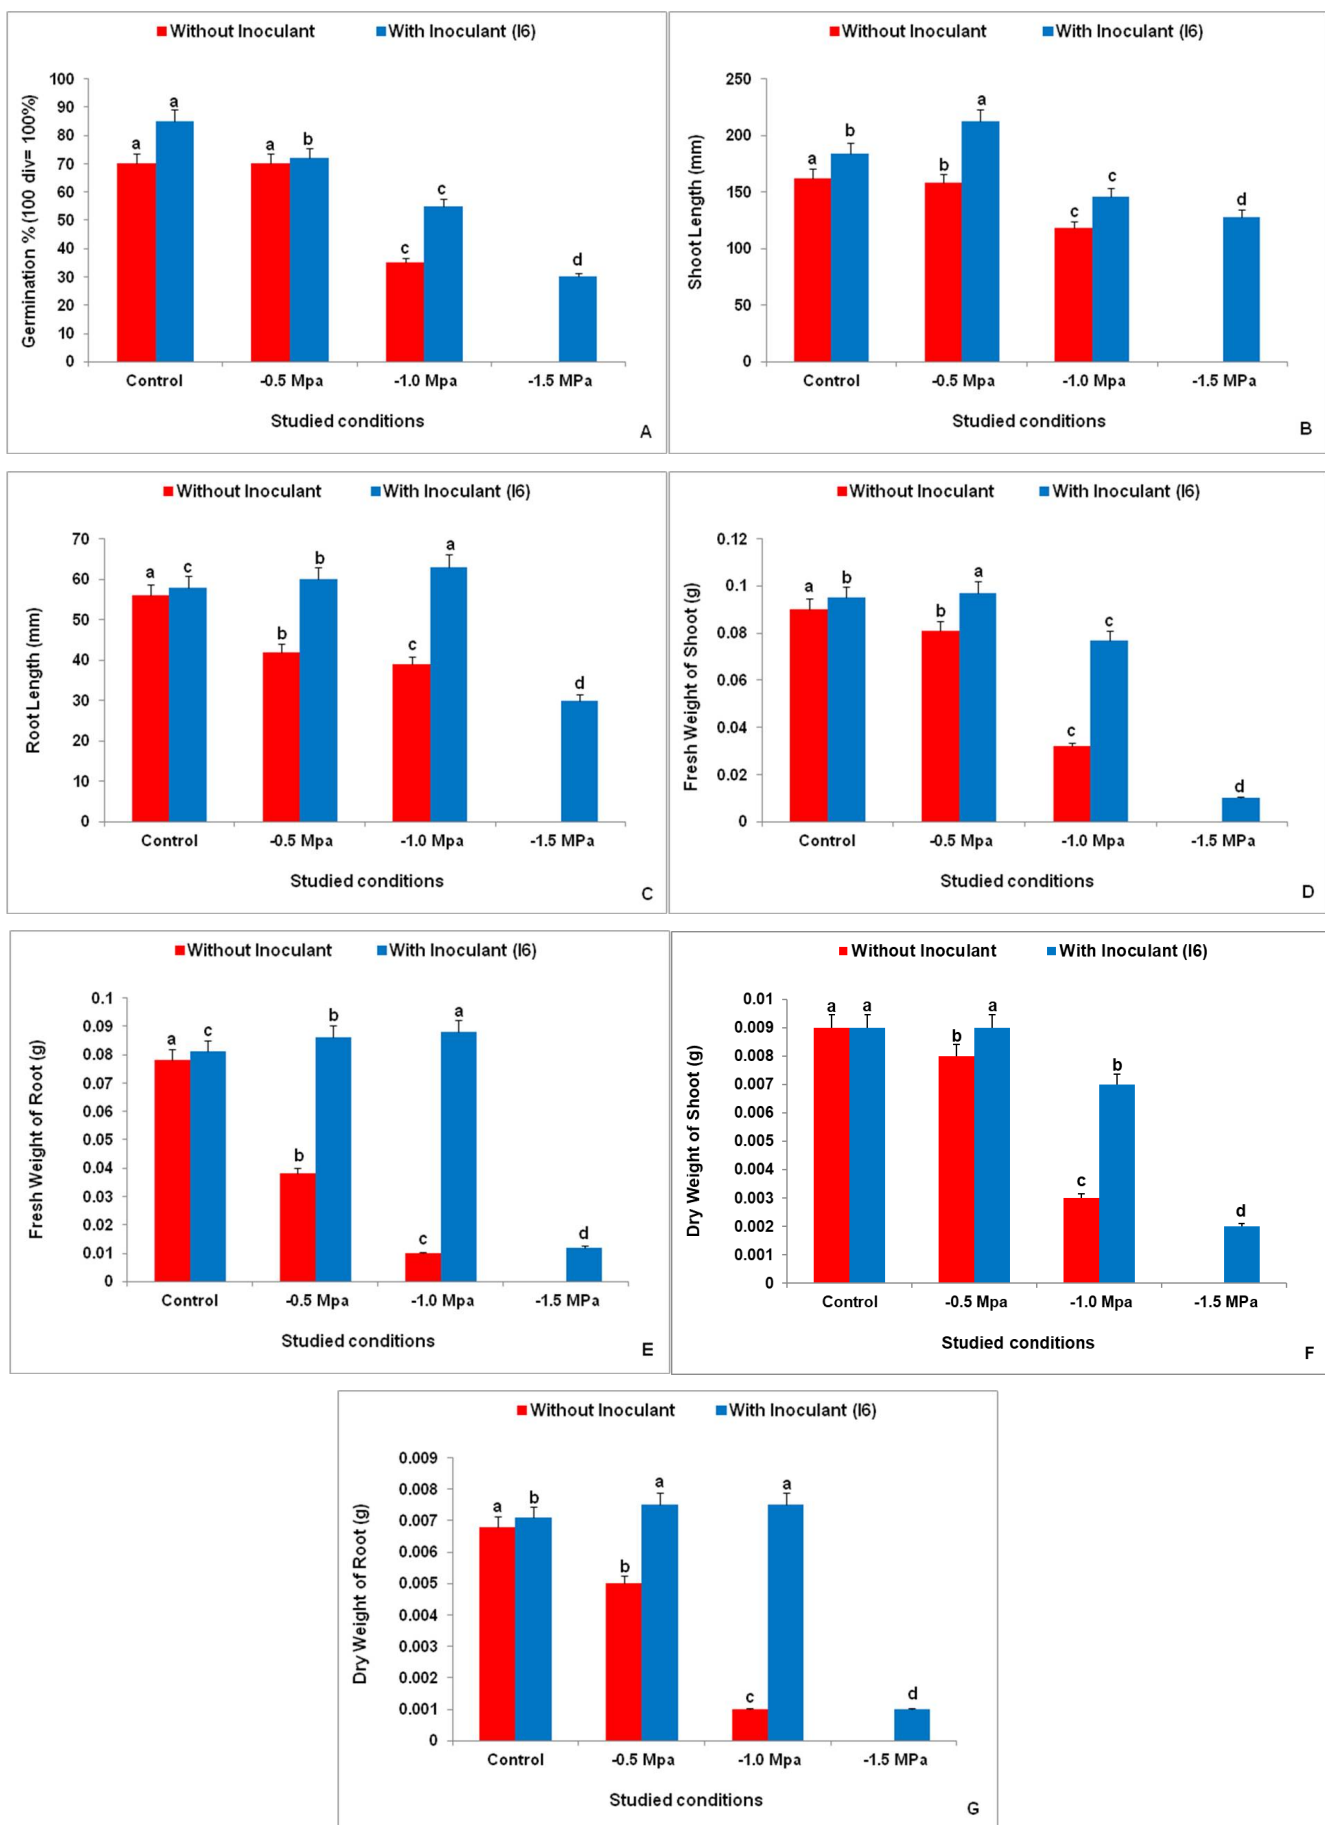 Without Inoculant With Inoculant (I6)
Germination % (100 div= 100%)
100
90
80
70
60
50
40
30
20
10
0
a a a b c c d
Control -0.5 Mpa -1.0 Mpa -1.5 MPa
Studied conditions
A
Without Inoculant With Inoculant (I6)
Shoot Length (mm)
250
200
150
100
50
0
a b b a c c d
Control -0.5 Mpa -1.0 Mpa -1.5 MPa
Studied conditions
B
Without Inoculant With Inoculant (I6)
Root Length (mm)
70
60
50
40
30
20
10
0
a c b b c a d
Control -0.5 Mpa -1.0 Mpa -1.5 MPa
Studied conditions
C
Without Inoculant With Inoculant (I6)
Fresh Weight of Shoot (g)
0.12
0.1
0.08
0.06
0.04
0.02
0
a b b a c c d
Control -0.5 Mpa -1.0 Mpa -1.5 MPa
Studied conditions
D
Without Inoculant With Inoculant (I6)
Fresh Weight of Root (g)
0.1
0.09
0.08
0.07
0.06
0.05
0.04
0.03
0.02
0.01
0
a c b b c a d
Control -0.5 Mpa -1.0 Mpa -1.5 MPa
Studied conditions
E
Without Inoculant With Inoculant (I6)
Dry Weight of Shoot (g)
0.01
0.009
0.008
0.007
0.006
0.005
0.004
0.003
0.002
0.001
0
a a b a c b d
Control -0.5 Mpa -1.0 Mpa -1.5 MPa
Studied conditions
F
Without Inoculant With Inoculant (I6)
Dry Weight of Root (g)
0.009
0.008
0.007
0.006
0.005
0.004
0.003
0.002
0.001
0
a b b a c a d
Control -0.5 Mpa -1.0 Mpa -1.5 MPa
Studied conditions
G